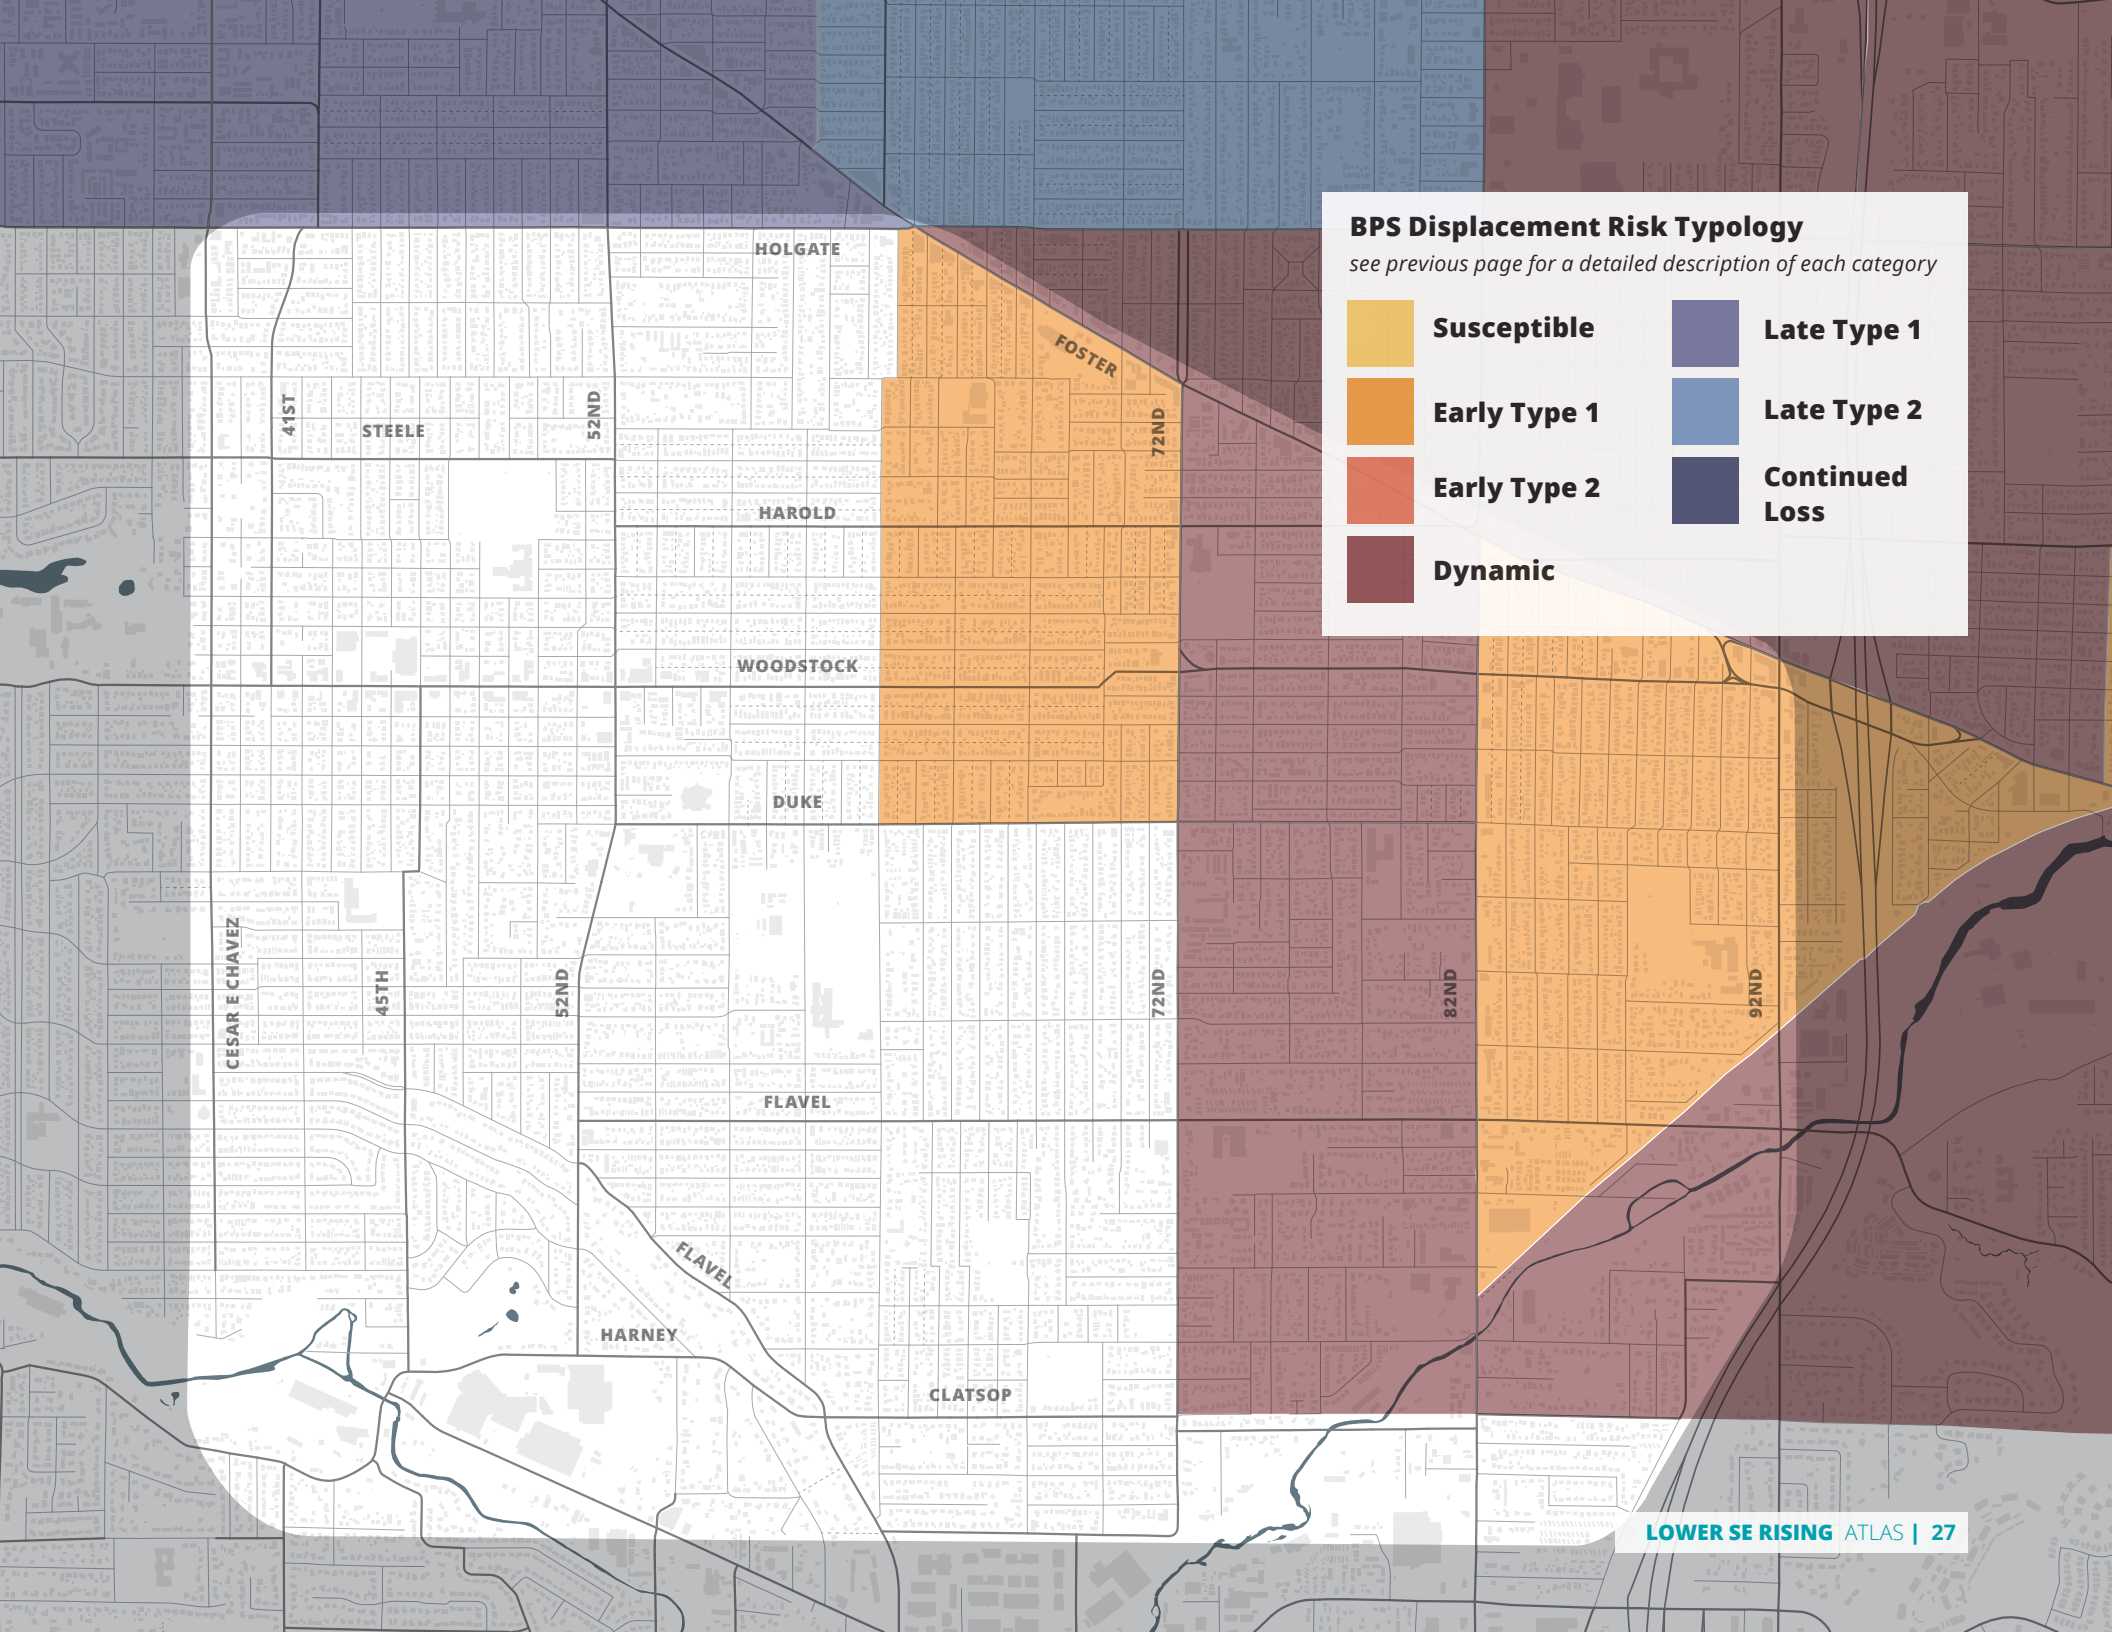 BPS Displacement Risk Typology
see previous page for a detailed description of each category
Susceptible
Early Type 1
Early Type 2
Dynamic
Late Type 1
Late Type 2
Continued
Loss
HOLGATE
FOSTER
41ST
52ND
72ND
STEELE
HAROLD
WOODSTOCK
DUKE
CESAR E CHAVEZ
45TH
52ND
72ND
82ND
92ND
FLAVEL
FLAVEL
HARNEY
CLATSOP
LOWER SE RISING ATLAS | 27